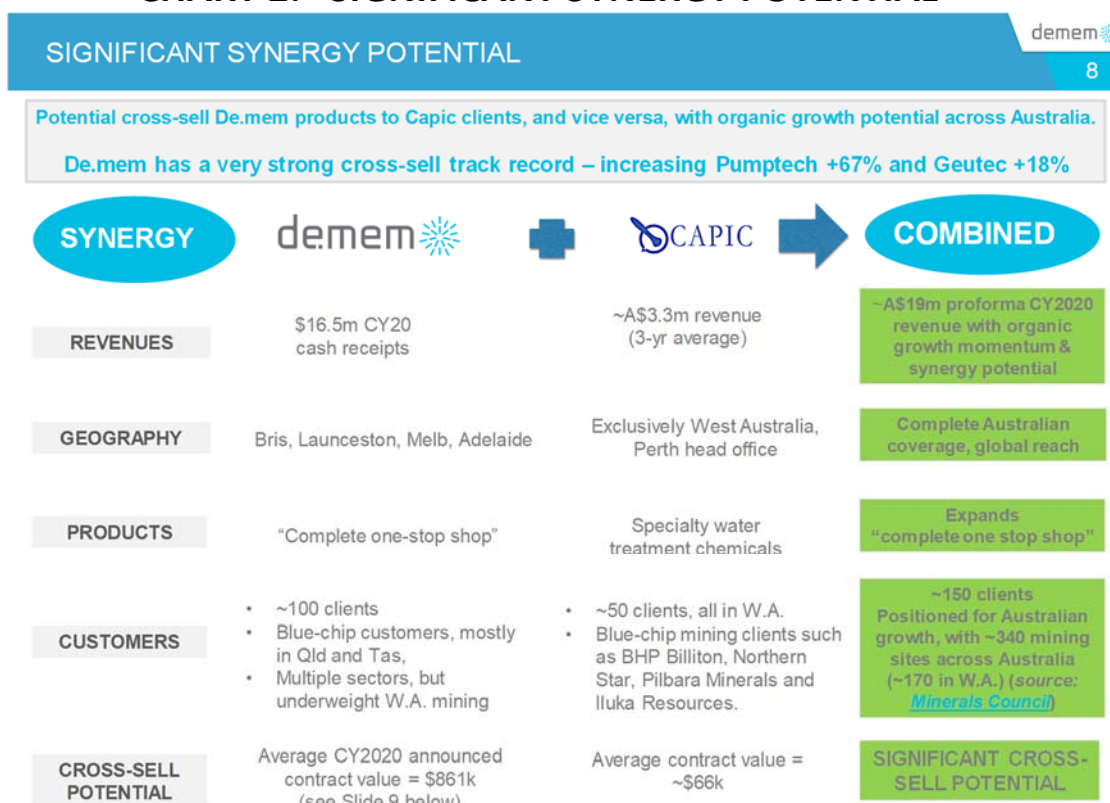 SIGNIFICANT SYNERGY POTENTIAL
demem
8
Potential cross-sell De.mem products to Capic clients, and vice versa, with organic growth potential across Australia.
De.mem has a very strong cross-sell track record – increasing Pumptech +67% and Geutec +18%
SYNERGY
demem
CAPIC
COMBINED
REVENUES
$16.5m CY20
cash receipts
~A$3.3m revenue
(3-yr average)
~A$19m proforma CY2020
revenue with organic
growth momentum &
synergy potential
GEOGRAPHY
Bris, Launceston, Melb, Adelaide
Exclusively West Australia,
Perth head office
Complete Australian
coverage, global reach
PRODUCTS
“Complete one-stop shop”
Specialty water
treatment chemicals
Expands
“complete one stop shop”
CUSTOMERS
• ~100 clients
• Blue-chip customers, mostly
in Qld and Tas,
• Multiple sectors, but
underweight W.A. mining
• ~50 clients, all in W.A.
• Blue-chip mining clients such
as BHP Billiton, Northern
Star, Pilbara Minerals and
Iluka Resources.
~150 clients
Positioned for Australian
growth, with ~340 mining
sites across Australia
(~170 in W.A.) (source:
Minerals Council)
CROSS-SELL
POTENTIAL
Average CY2020 announced
contract value = $861k
(see Slide 9 below)
Average contract value =
~$66k
SIGNIFICANT CROSS-
SELL POTENTIAL